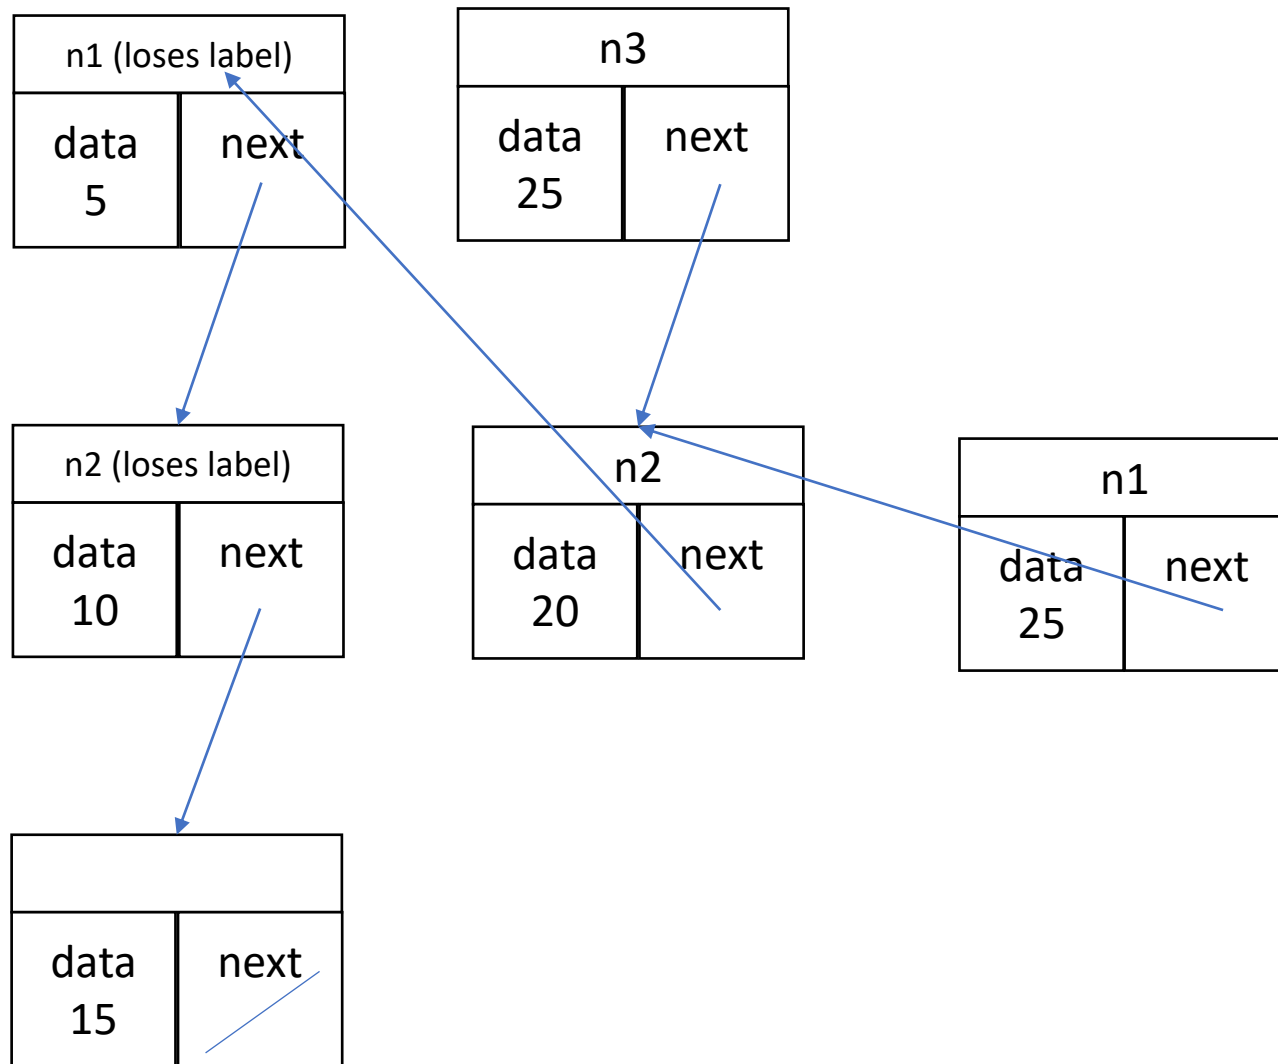 n1 (loses label)
data
5
next
n3
data
25
next
n2 (loses label)
data
10
next
n2
data
20
next
n1
data
25
next
data
15
next